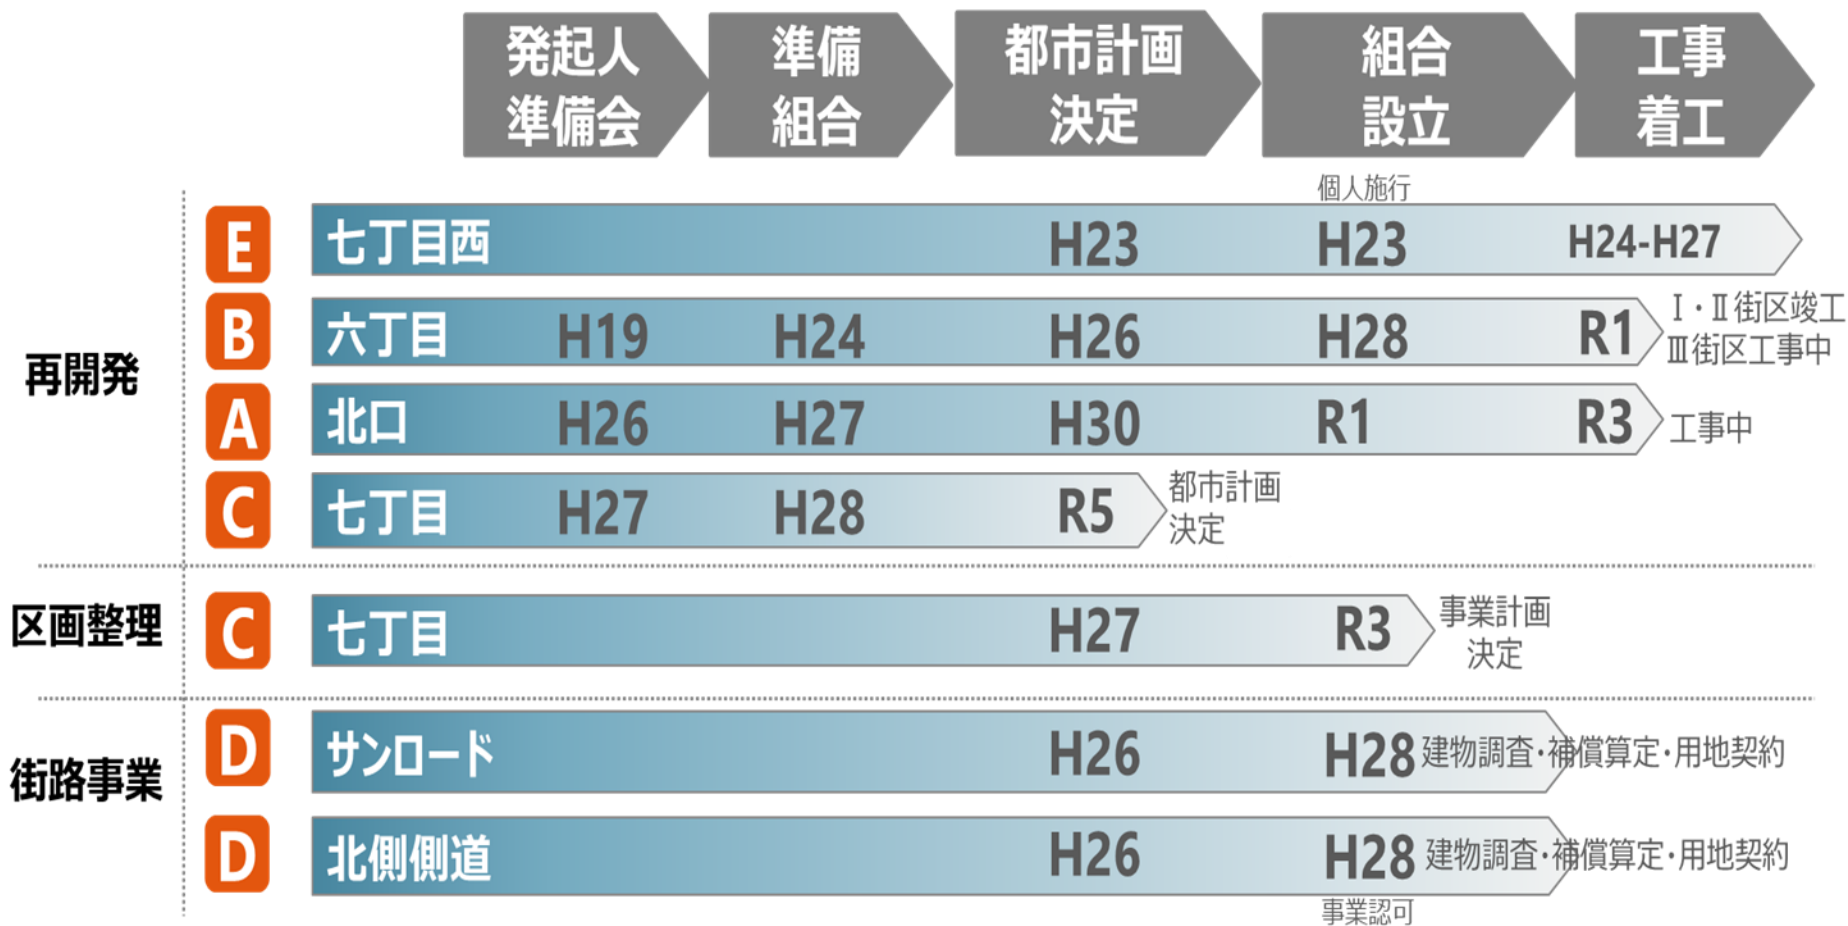 発起人
準備会
準備
組合
都市計画
決定
組合
設立
工事
着工
再開発
個人施行
E 七丁目西 H23 H23 H24-H27
B 六丁目 H19 H24 H26 H28 R1
Ⅰ・Ⅱ街区竣工
Ⅲ街区工事中
A 北口 H26 H27 H30 R1 R3 工事中
C 七丁目 H27 H28 R5
都市計画
決定
区画整理
C 七丁目 H27 R3
事業計画
決定
街路事業
D サンロード H26 H28 建物調査・補償算定・用地契約
D 北側側道 H26 H28 建物調査・補償算定・用地契約
事業認可